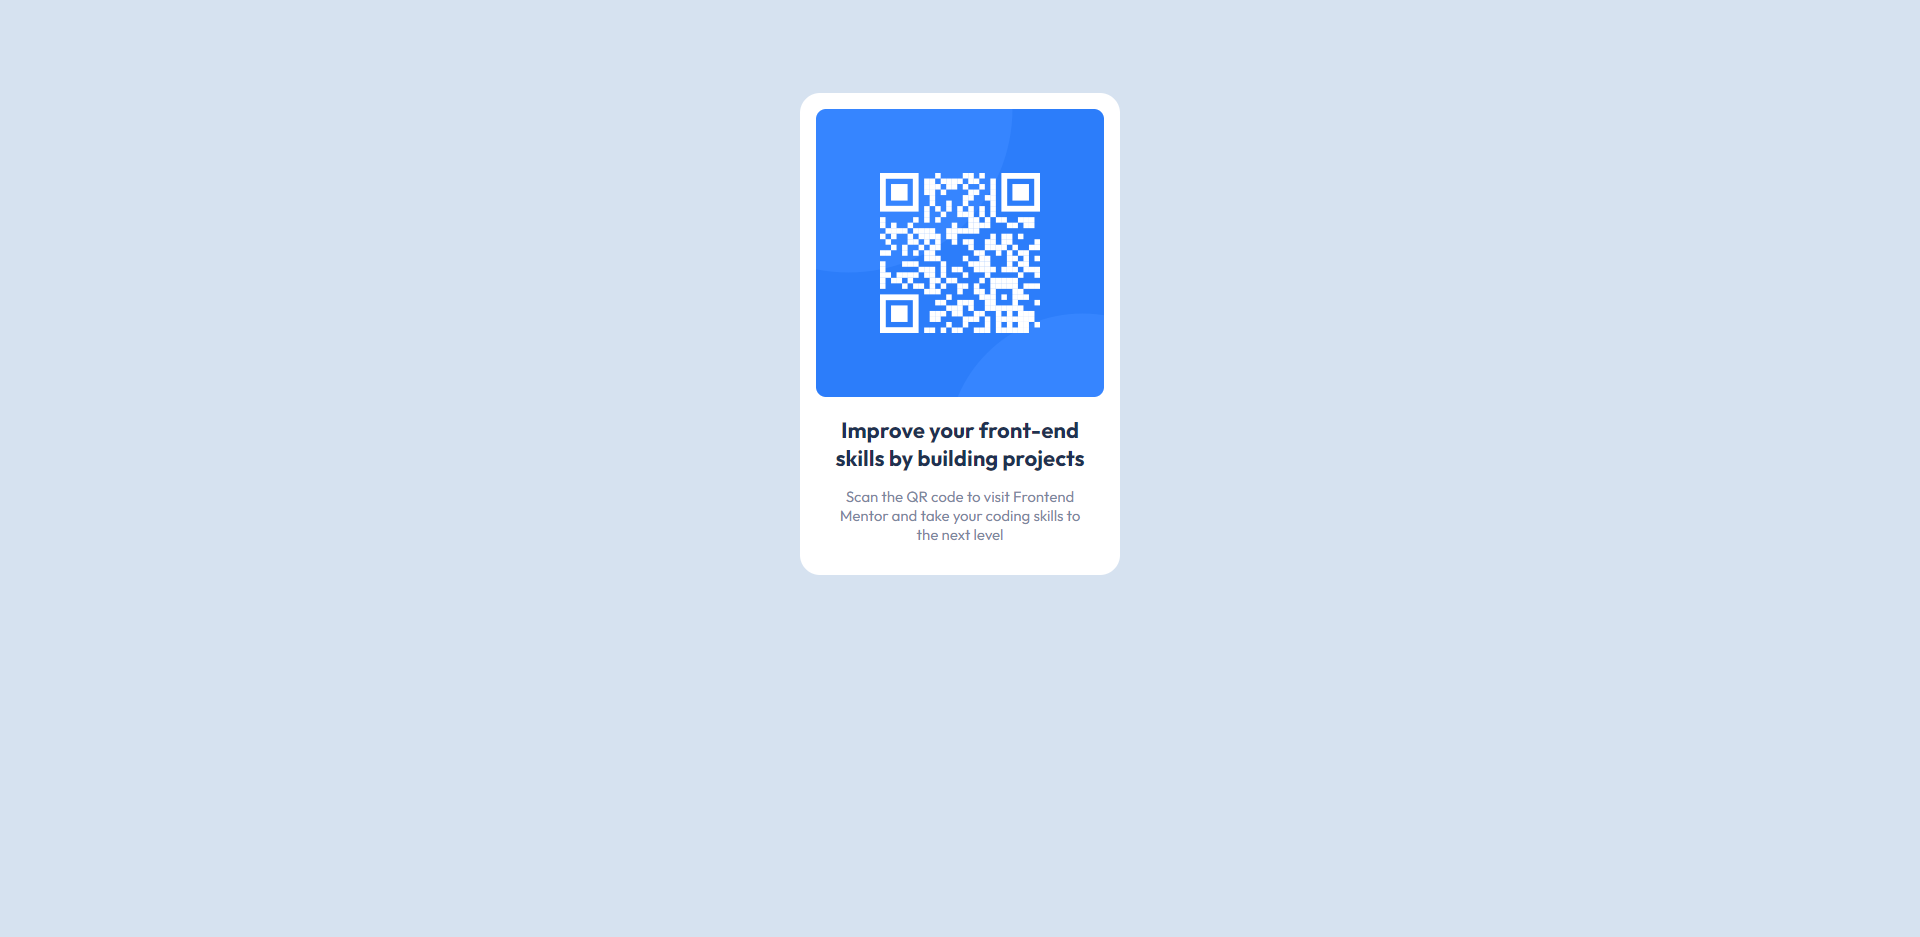 Improve your front-end
skills by building projects
Scan the QR code to visit Frontend
Mentor and take your coding skills to
the next level